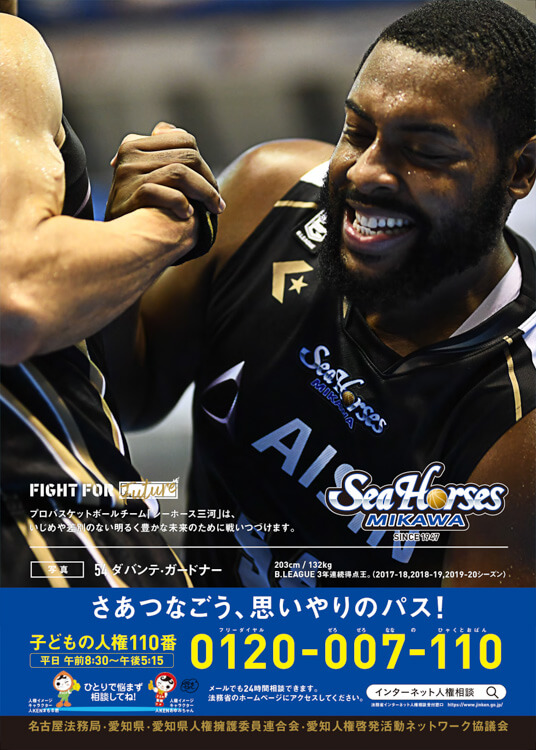 Sea Horses
MIKAWA
AISIN
54
FIGHT FOR Future
プロバスケットボールチーム「シーホース三河」は、
いじめや差別のない明るく豊かな未来のために戦いつづけます。
Sea Horses
MIKAWA
SINCE 1947
写真
54 ダバンテ・ガードナー
203cm / 132kg
B.LEAGUE 3年連続得点王。(2017-18,2018-19,2019-20シーズン)
さあつなごう、思いやりのパス!
子どもの人権110番
平日 午前8:30～午後5:15
フリーダイヤル ぜろ ぜろ なな の ひゃくとおばん
0120-007-110
ひとりで悩まず
相談してね!
人権イメージ
キャラクター
人KENまもる君
人権イメージ
キャラクター
人KENあゆみちゃん
メールでも24時間相談できます。
法務省のホームページにアクセスしてください。
インターネット人権相談
法務省インターネット人権相談受付窓口 https://www.jinken.go.jp/
名古屋法務局・愛知県・愛知県人権擁護委員連合会・愛知人権啓発活動ネットワーク協議会